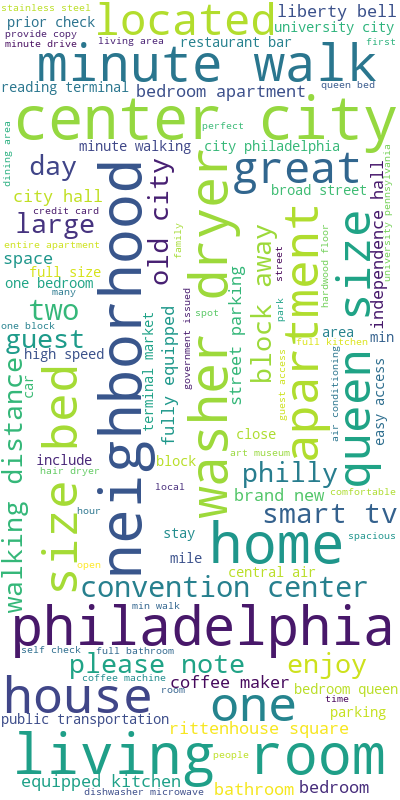 stainless steel
located
liberty bell
prior check
university city
minute drive
provide copy
living area
restaurant bar
first
minute walk
reading terminal
bedroom apartment
queen bed
center city
perfect
dining area
minute walking
city philadelphia
day
old city
great
broad street
independence hall
university pennsylvania
city hall
large
credit card
neighborhood
washer dryer
apartment
queen size
entire apartment
family
space
full size
block away
street
hardwood floor
one bedroom
government issued
street parking
many
two
spot
park
one block
terminal market
fully equipped
area
min
guest
high speed
full kitchen
air conditioning
easy access
walking distance
car
size bed
guest access
close
include
block
art museum
hair dryer
philly
local
brand new
comfortable
hour
smart tv
stay
spacious
open
mile
home
central air
convention center
min walk
philadelphia
self check
full bathroom
please note
enjoy
coffee machine
coffee maker
house
room
one
bedroom queen
time
public transportation
parking
rittenhouse square
living room
people
equipped kitchen
bathroom
bedroom
dishwasher microwave